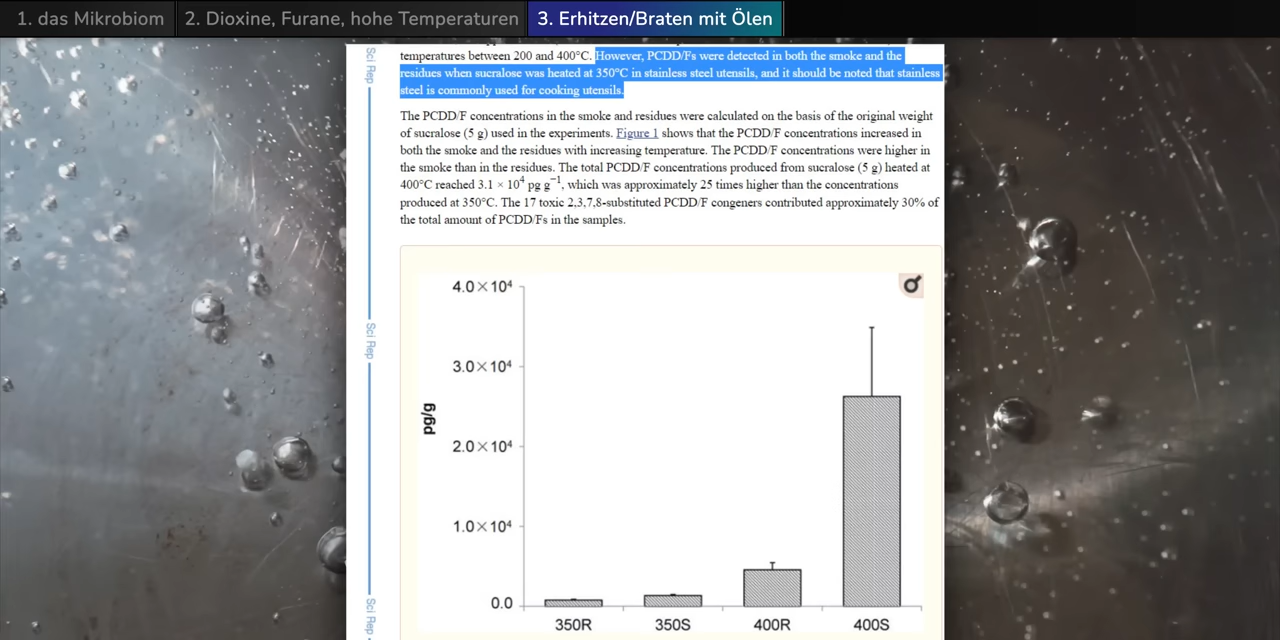 1. das Mikrobiom
2. Dioxine, Furane, hohe Temperaturen
3. Erhitzen/Braten mit Ölen
Sci Rep
temperatures between 200 and 400°C. However, PCDD/Fs were detected in both the smoke and the
residues when sucralose was heated at 350°C in stainless steel utensils, and it should be noted that stainless
steel is commonly used for cooking utensils.
The PCDD/F concentrations in the smoke and residues were calculated on the basis of the original weight
of sucralose (5 g) used in the experiments. Figure 1 shows that the PCDD/F concentrations increased in
both the smoke and the residues with increasing temperature. The PCDD/F concentrations were higher in
the smoke than in the residues. The total PCDD/F concentrations produced from sucralose (5 g) heated at
400°C reached 3.1 × 10⁴ pg g⁻¹, which was approximately 25 times higher than the concentrations
produced at 350°C. The 17 toxic 2,3,7,8-substituted PCDD/F congeners contributed approximately 30% of
the total amount of PCDD/Fs in the samples.
Sci Rep
Sci Rep
pg/g
4.0×10⁴
3.0×10⁴
2.0×10⁴
1.0×10⁴
0.0
350R
350S
400R
400S